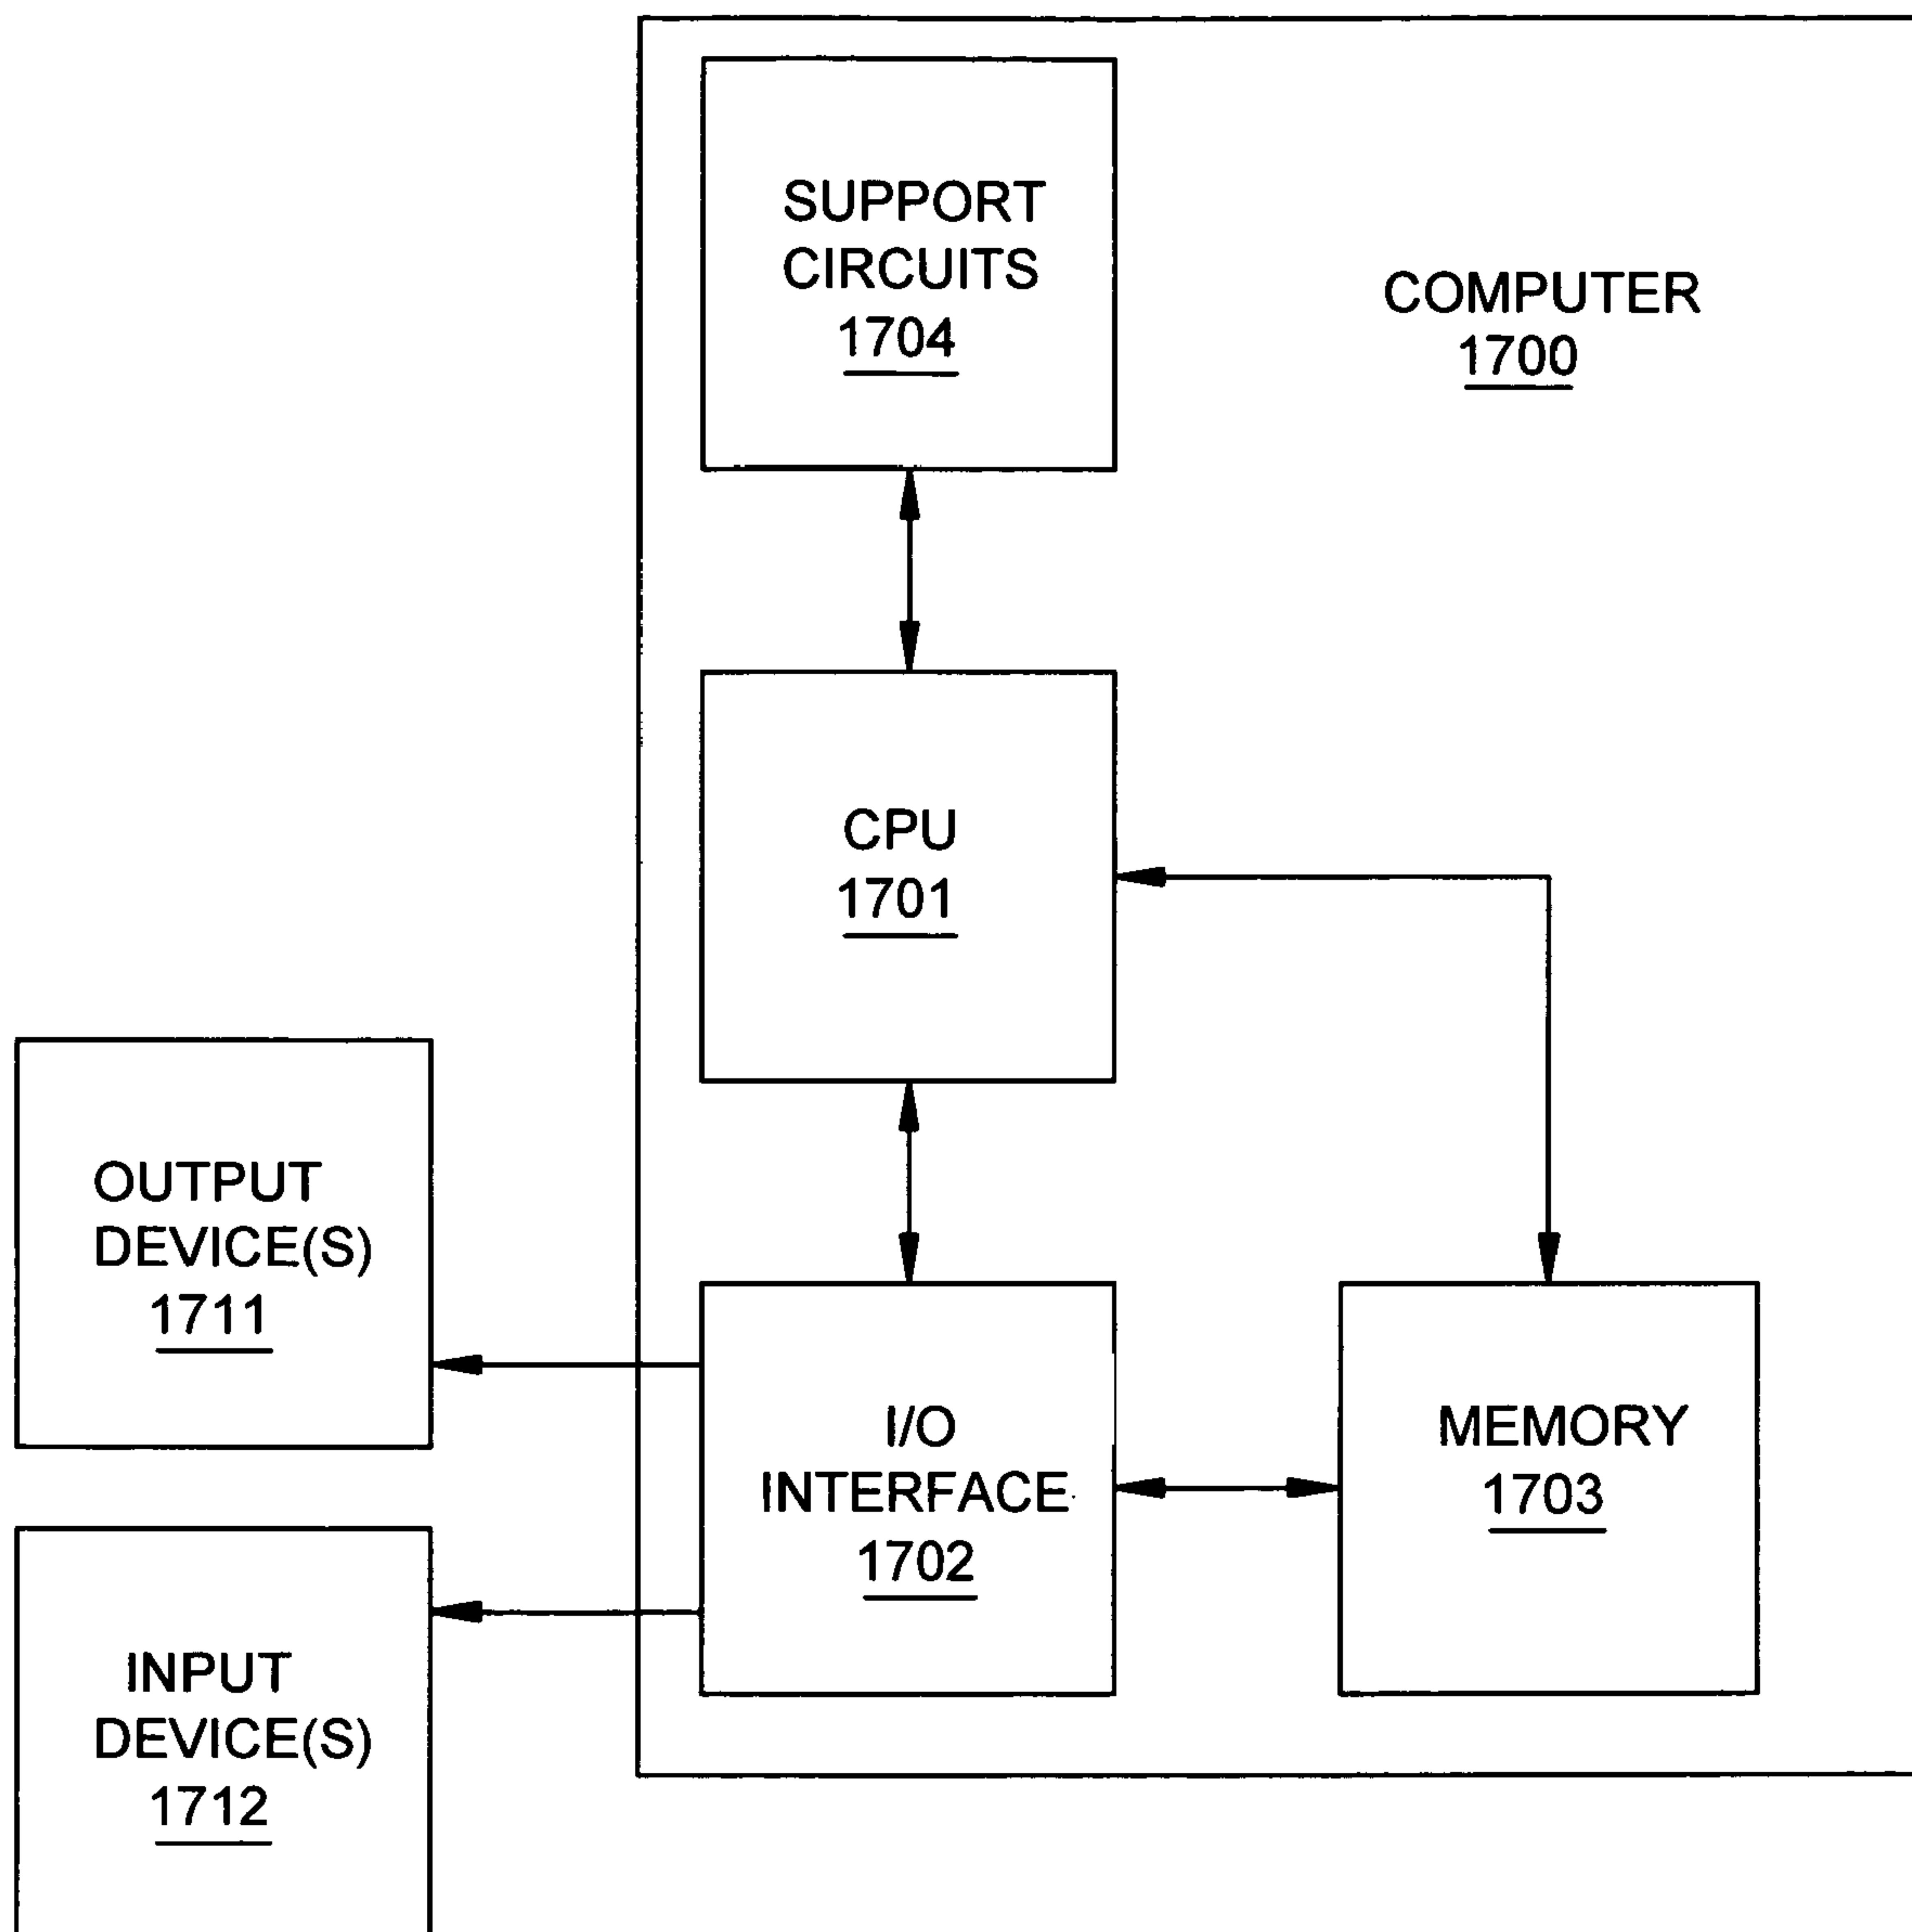 SUPPORT
CIRCUITS
1704
COMPUTER
1700
CPU
1701
OUTPUT
DEVICE(S)
1711
I/O
INTERFACE
1702
MEMORY
1703
INPUT
DEVICE(S)
1712